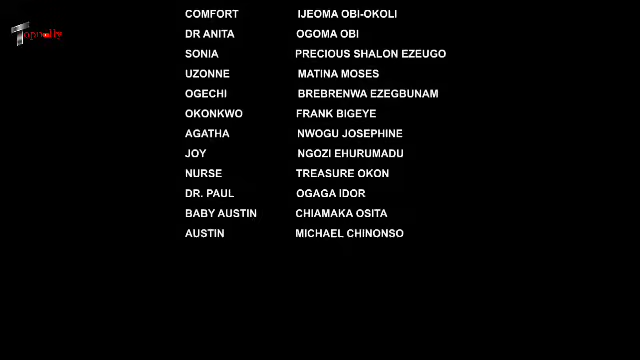 Topnolly
COMFORT IJEOMA OBI-OKOLI
DR ANITA OGOMA OBI
SONIA PRECIOUS SHALON EZEUGO
UZONNE MATINA MOSES
OGECHI BREBRENWA EZEGBUNAM
OKONKWO FRANK BIGEYE
AGATHA NWOGU JOSEPHINE
JOY NGOZI EHURUMADU
NURSE TREASURE OKON
DR. PAUL OGAGA IDOR
BABY AUSTIN CHIAMAKA OSITA
AUSTIN MICHAEL CHINONSO